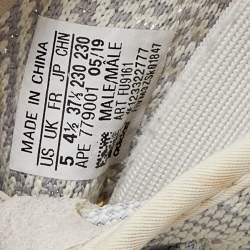 MADE IN CHINA
US UK FR JP CHN
5 4½ 37⅓ 230 230
APE 779001 05/19
MALE/MÂLE
ART FU9161